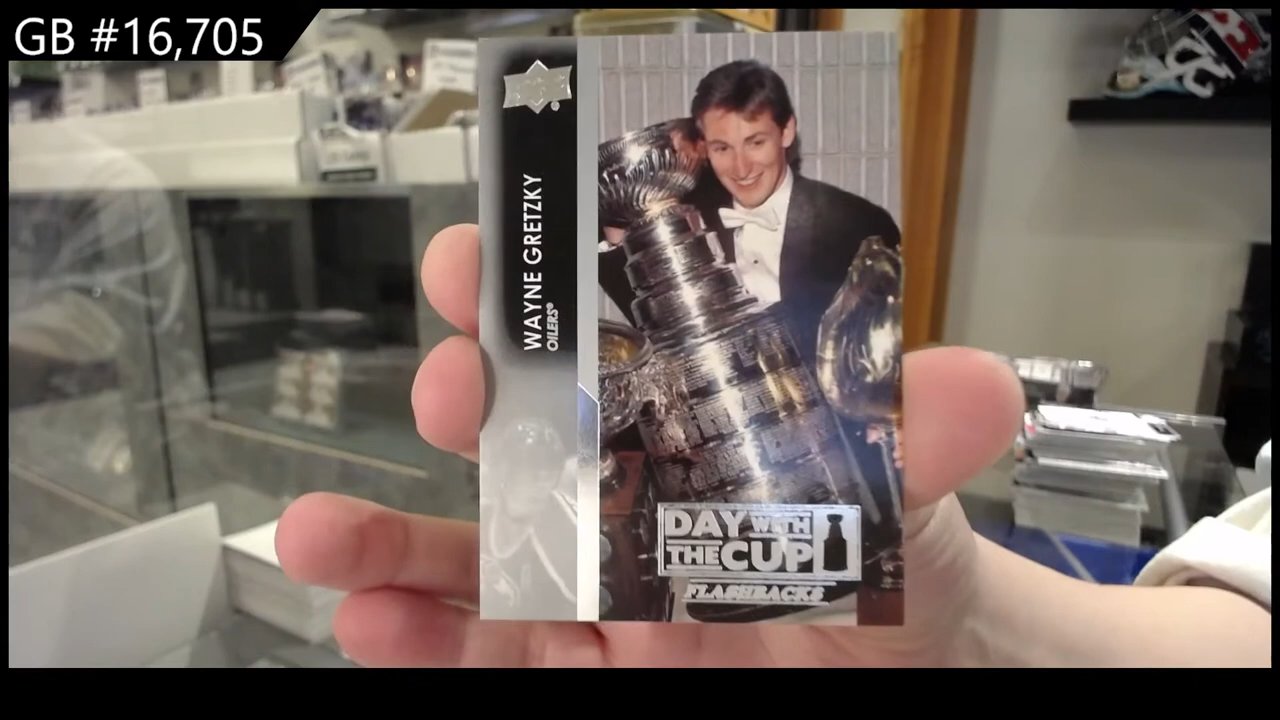 GB #16,705
WAYNE GRETZKY
OILERS®
DAY WITH
THE CUP
FLASHBACKS